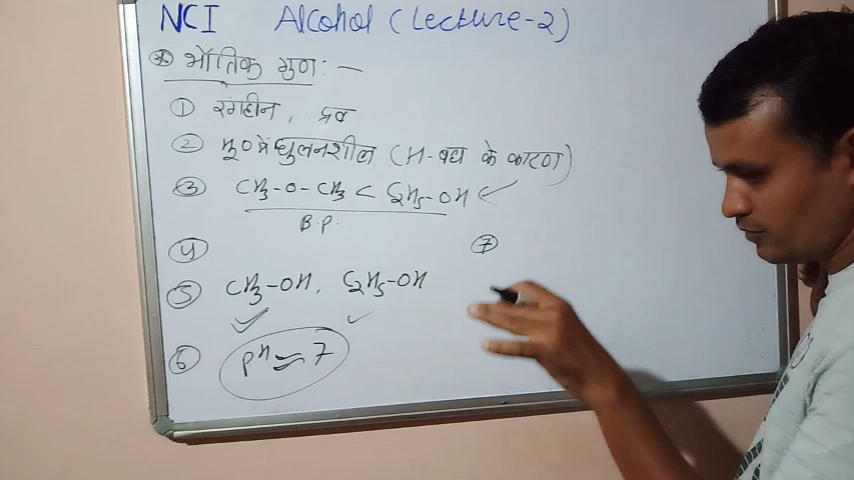 NCI Alcohol (Lecture-2)
* भौतिक गुण : —
① रंगहीन, द्रव
② H₂O में घुलनशील (H-बंध के कारण)
③ CH₃-O-CH₃ < C₂H₅-OH ✓
B.P.
④
⑤ CH₃-OH, C₂H₅-OH
⑥ pH ≈ 7
⑦